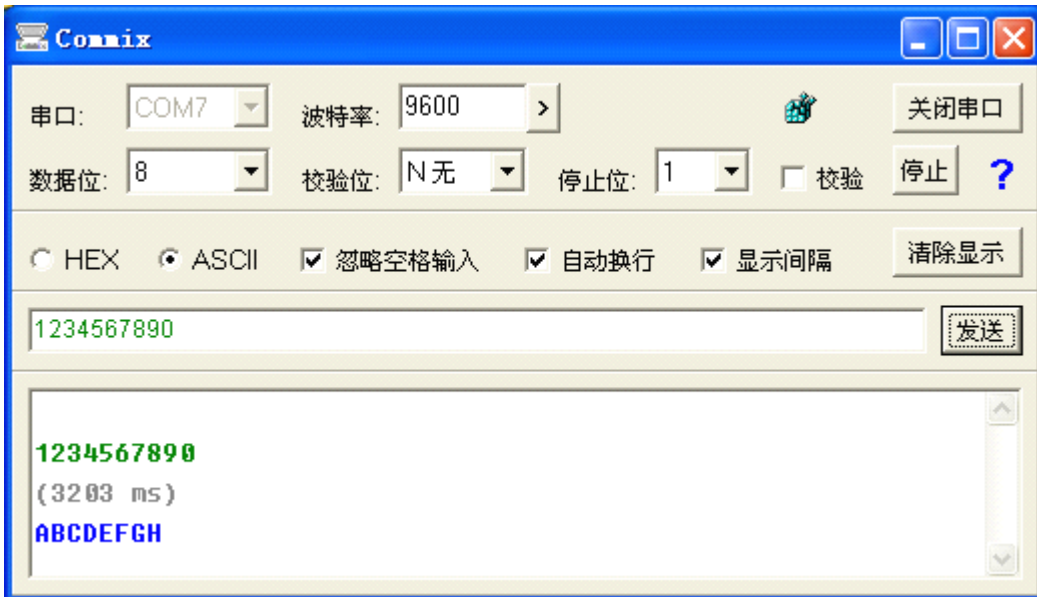 Commix
串口: COM7 波特率: 9600 > 关闭串口
数据位: 8 校验位: N 无 停止位: 1 校验 停止 ?
HEX ASCII 忽略空格输入 自动换行 显示间隔 清除显示
1234567890 发送
1234567890
(3203 ms)
ABCDEFGH